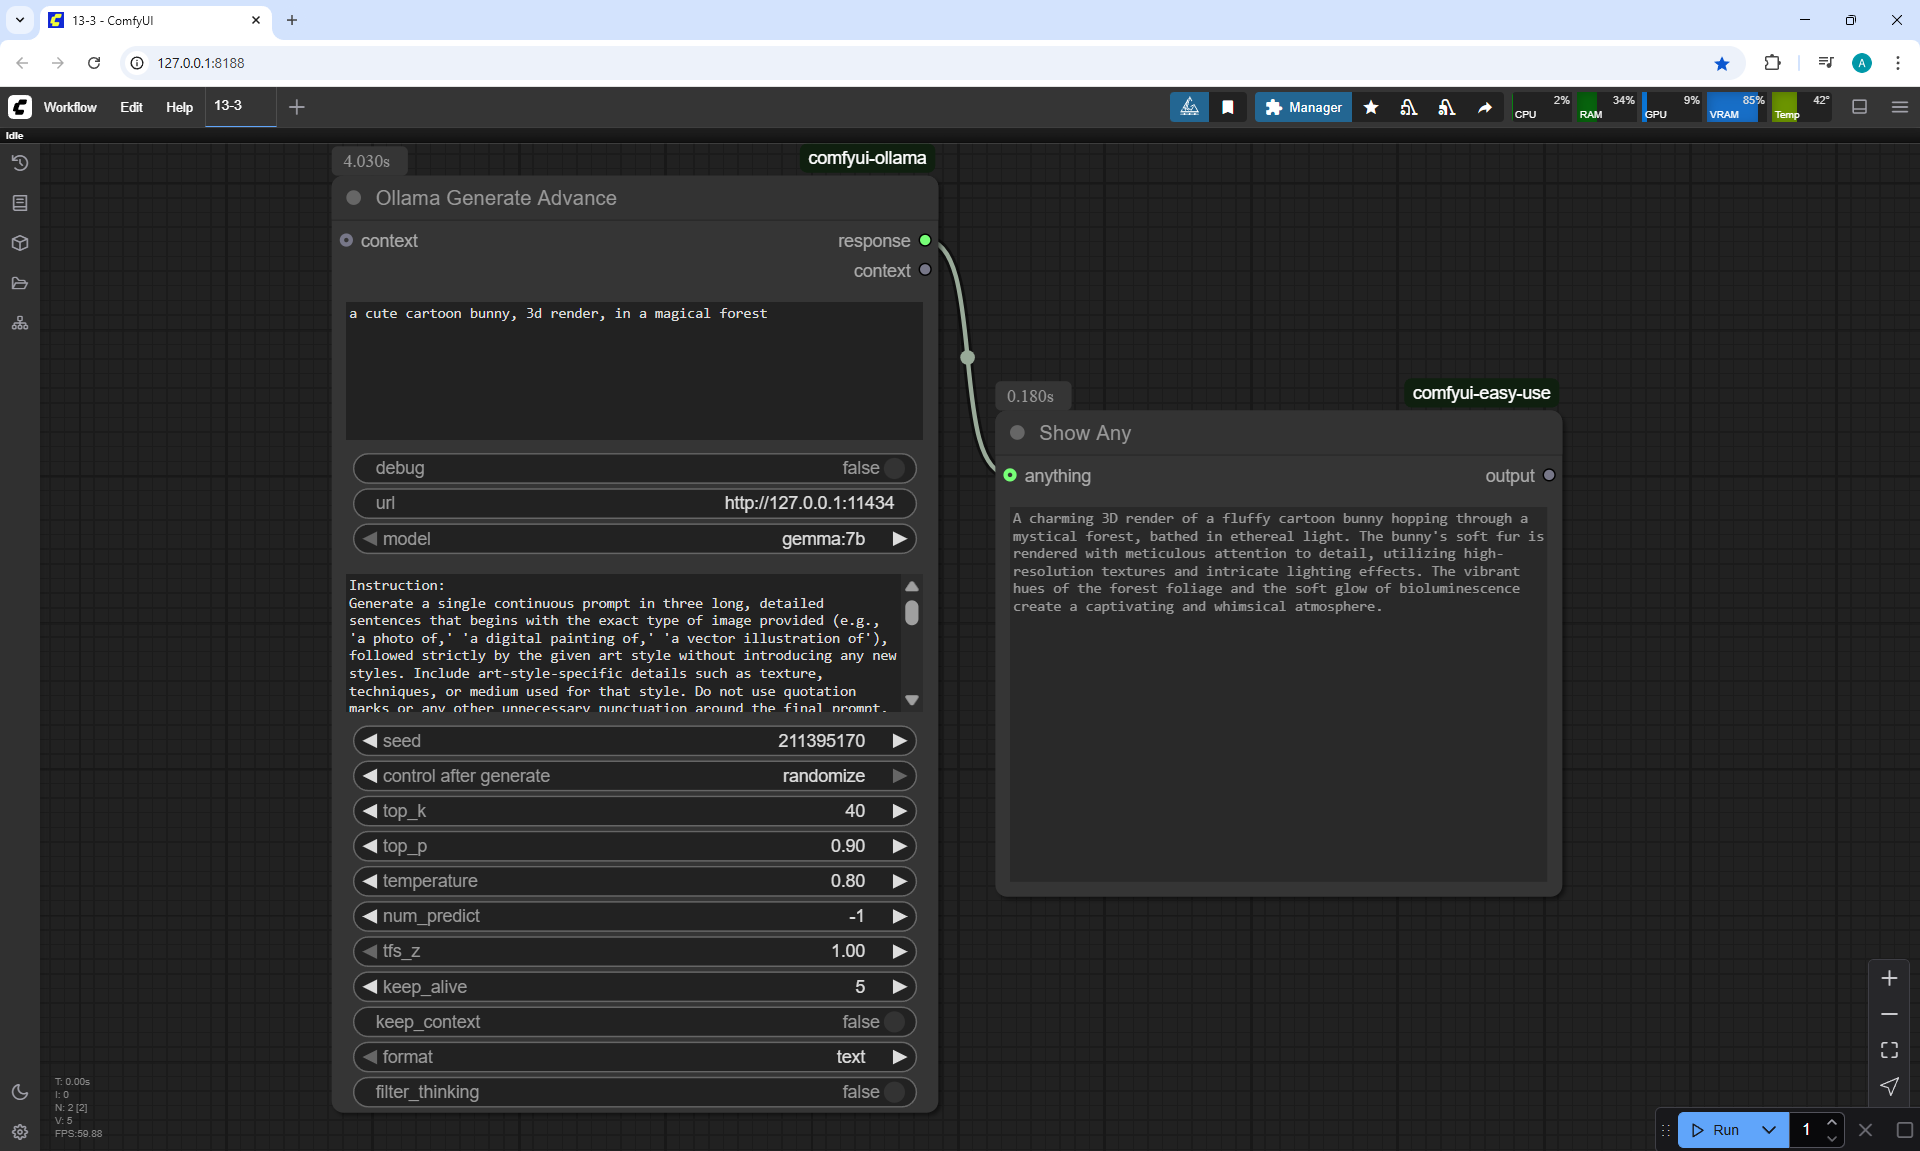 13-3 - ComfyUI
127.0.0.1:8188
Workflow
Edit
Help
13-3
Manager
CPU 2%
RAM 34%
GPU 9%
VRAM 85%
Temp 42°
Idle
4.030s
comfyui-ollama
Ollama Generate Advance
context
response
context
a cute cartoon bunny, 3d render, in a magical forest
debug false
url http://127.0.0.1:11434
model gemma:7b
Instruction:
Generate a single continuous prompt in three long, detailed
sentences that begins with the exact type of image provided (e.g.,
'a photo of,' 'a digital painting of,' 'a vector illustration of'),
followed strictly by the given art style without introducing any new
styles. Include art-style-specific details such as texture,
techniques, or medium used for that style. Do not use quotation
marks or any other unnecessary punctuation around the final prompt.
seed 211395170
control after generate randomize
top_k 40
top_p 0.90
temperature 0.80
num_predict -1
tfs_z 1.00
keep_alive 5
keep_context false
format text
filter_thinking false
0.180s
comfyui-easy-use
Show Any
anything
output
A charming 3D render of a fluffy cartoon bunny hopping through a
mystical forest, bathed in ethereal light. The bunny's soft fur is
rendered with meticulous attention to detail, utilizing high-
resolution textures and intricate lighting effects. The vibrant
hues of the forest foliage and the soft glow of bioluminescence
create a captivating and whimsical atmosphere.
T: 0.00s
I: 0
N: 2 [2]
V: 5
FPS:59.88
Run
1
A